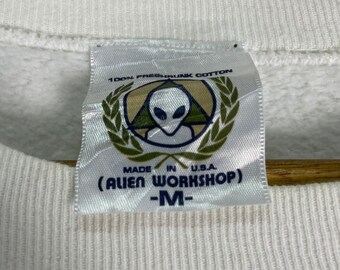 100% PRESHRUNK COTTON
MADE IN U.S.A.
(ALIEN WORKSHOP)
-M-